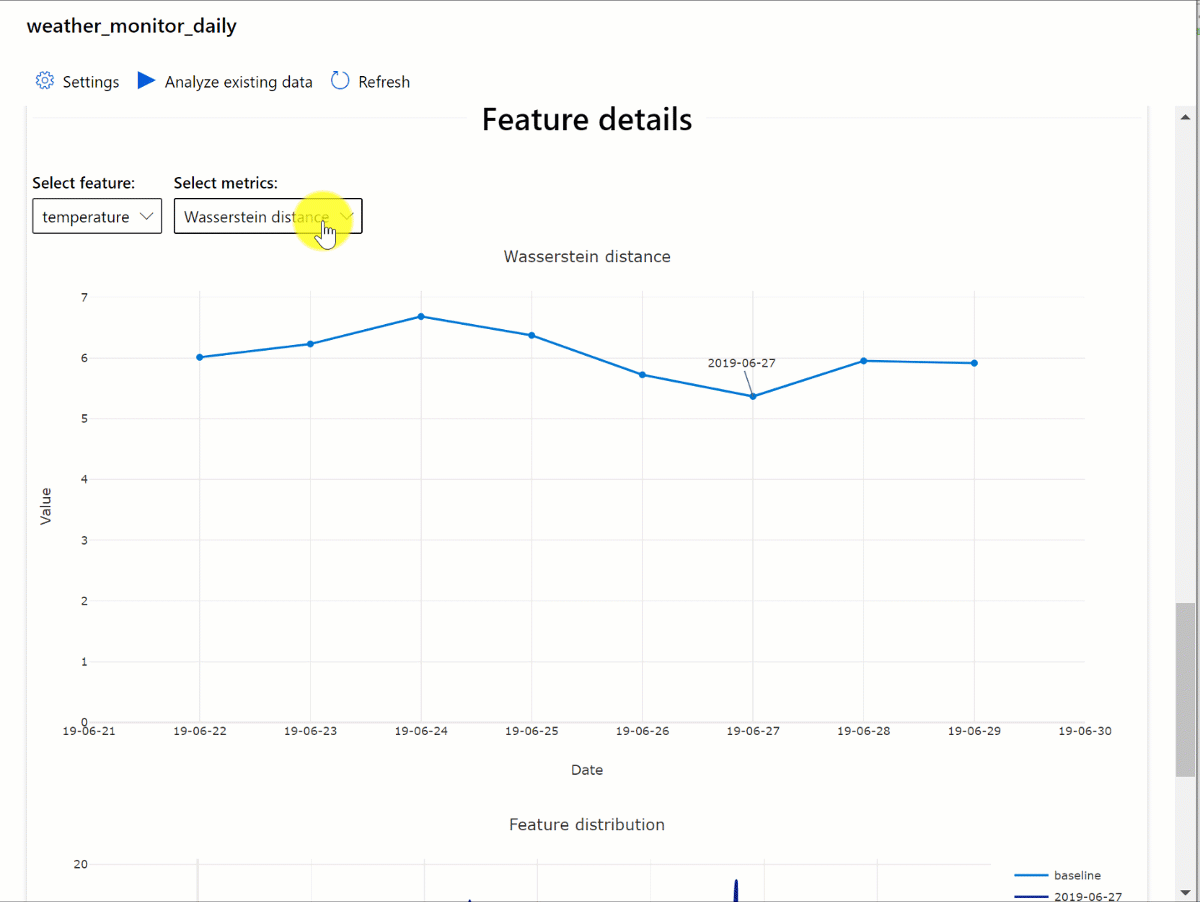 weather_monitor_daily
Settings Analyze existing data Refresh
Feature details
Select feature: Select metrics:
temperature Wasserstein distance
Wasserstein distance
7
6
2019-06-27
5
4
Value
3
2
1
0
19-06-21 19-06-22 19-06-23 19-06-24 19-06-25 19-06-26 19-06-27 19-06-28 19-06-29 19-06-30
Date
Feature distribution
20
baseline
2019-06-27